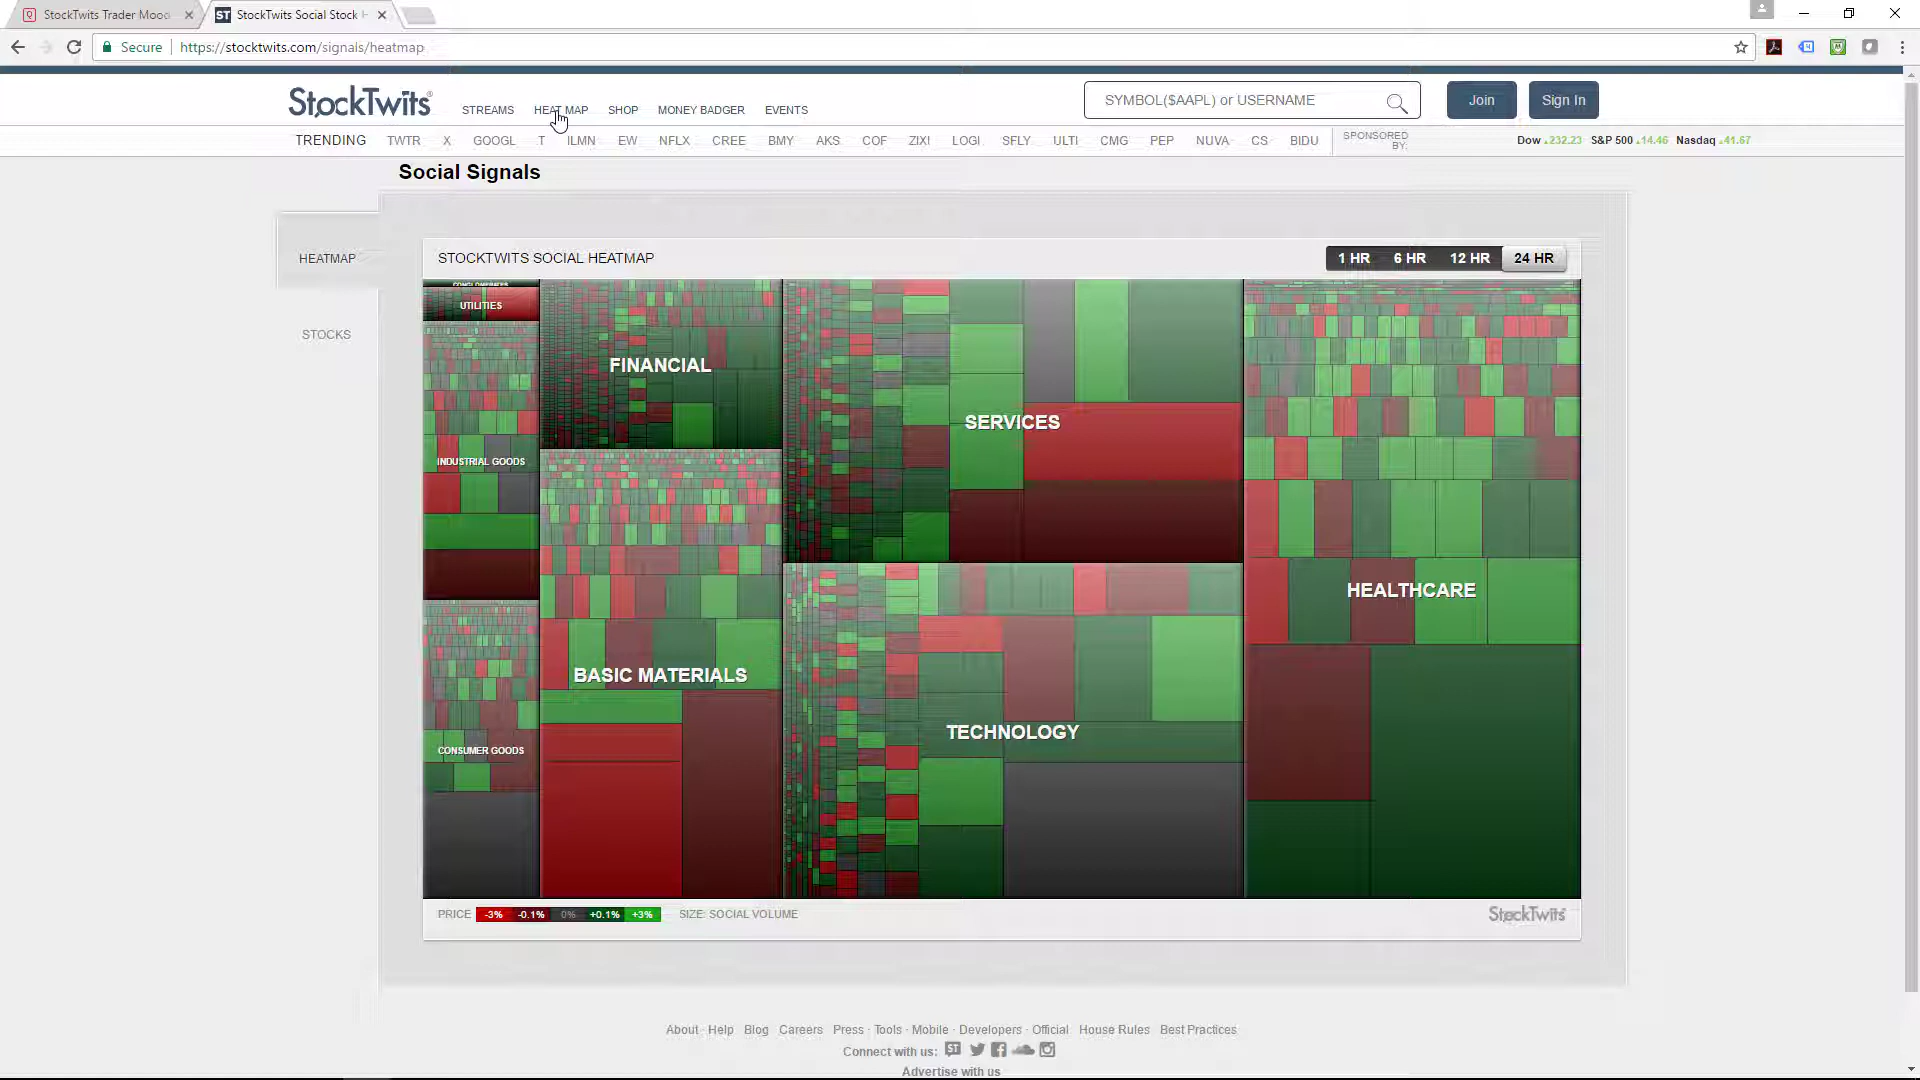 StockTwits Trader Mood
StockTwits Social Stock H
Secure https://stocktwits.com/signals/heatmap
StockTwits® STREAMS HEAT MAP SHOP MONEY BADGER EVENTS SYMBOL($AAPL) or USERNAME Join Sign In
TRENDING TWTR X GOOGL T ILMN EW NFLX CREE BMY AKS COF ZIXI LOGI SFLY ULTI CMG PEP NUVA CS BIDU SPONSORED BY: Dow 232.23 S&P 500 14.46 Nasdaq 41.67
Social Signals
HEATMAP
STOCKS
STOCKTWITS SOCIAL HEATMAP 1 HR 6 HR 12 HR 24 HR
CONGLOMERATES
UTILITIES
FINANCIAL
SERVICES
INDUSTRIAL GOODS
HEALTHCARE
BASIC MATERIALS
TECHNOLOGY
CONSUMER GOODS
PRICE -3% -0.1% 0% +0.1% +3% SIZE: SOCIAL VOLUME StockTwits
About · Help Blog Careers Press · Tools · Mobile · Developers · Official House Rules Best Practices
Connect with us: ST
Advertise with us